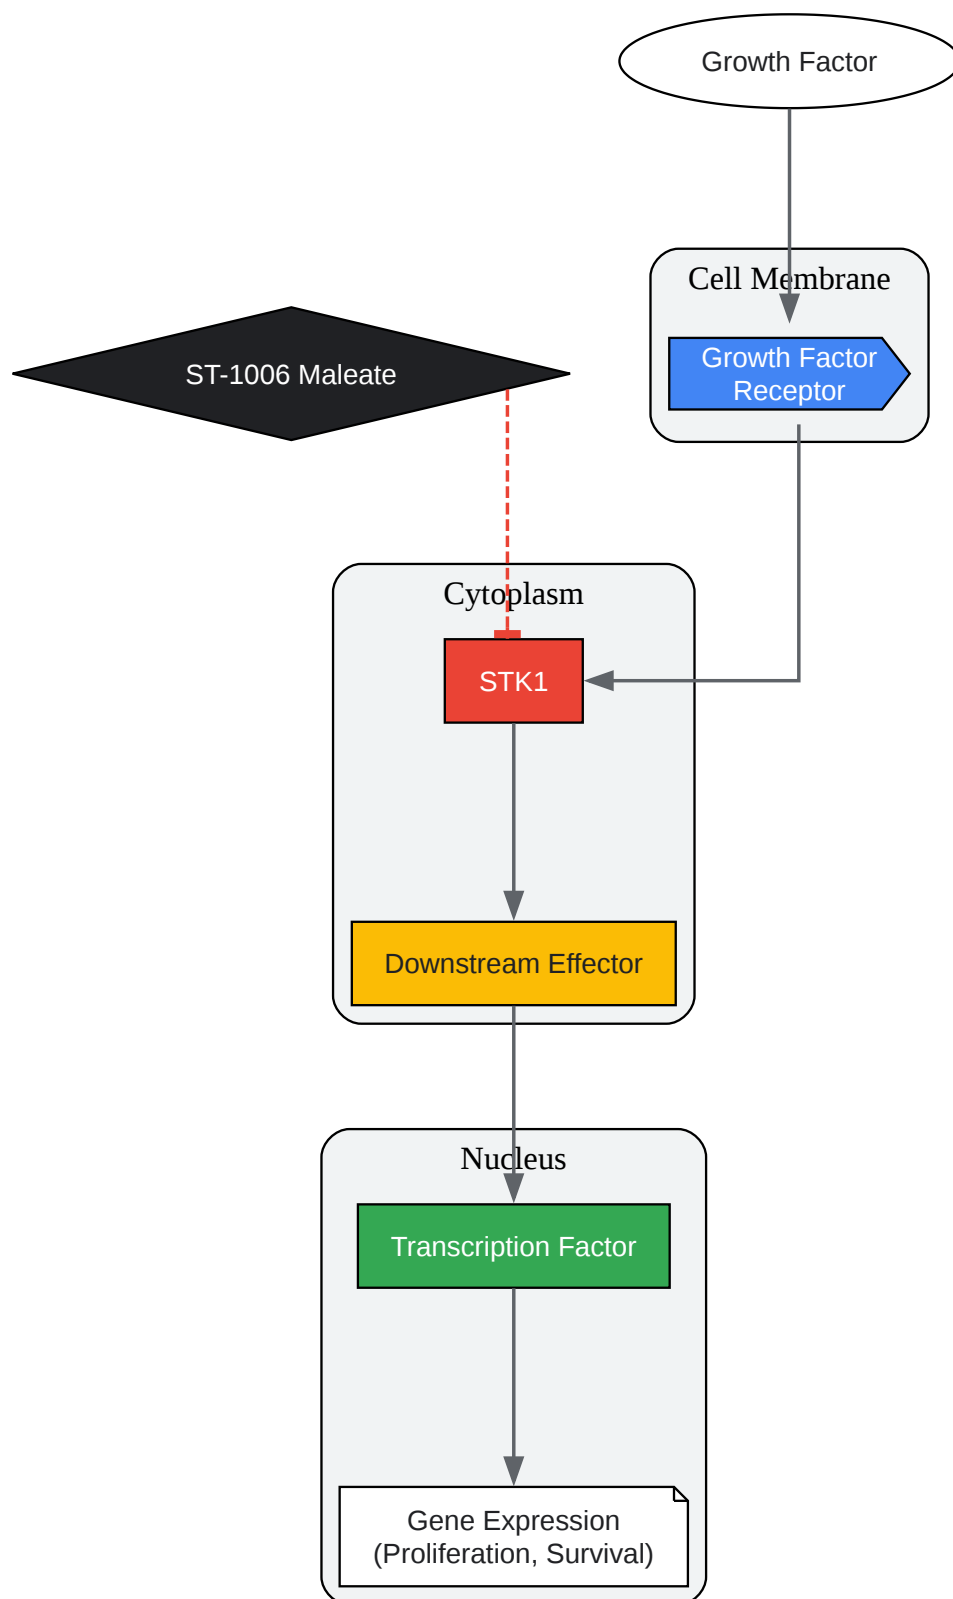 Growth Factor
Cell Membrane
Growth Factor
Receptor
ST-1006 Maleate
Cytoplasm
STK1
Downstream Effector
Nucleus
Transcription Factor
Gene Expression
(Proliferation, Survival)